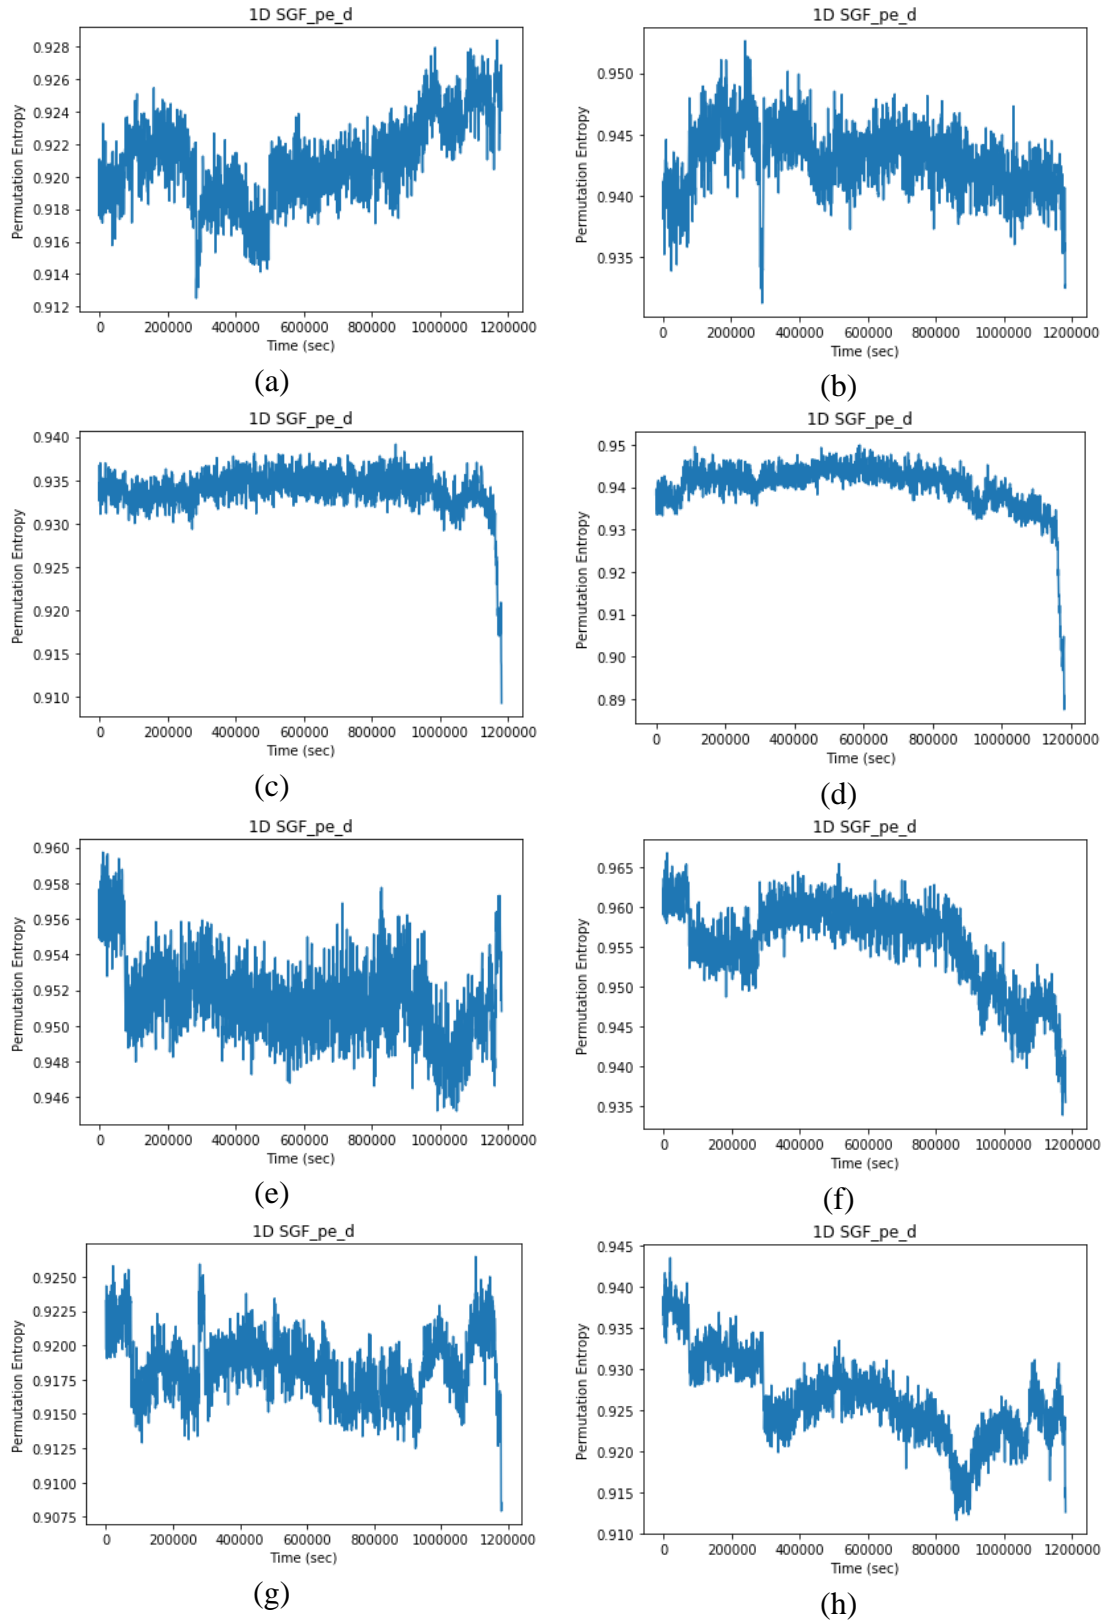 1D SGF_pe_d
1D SGF_pe_d
0.928
0.926
0.924
0.922
0.920
0.918
0.916
0.914
0.912
Permutation Entropy
0 200000 400000 600000 800000 1000000 1200000
Time (sec)
0.950
0.945
0.940
0.935
Permutation Entropy
0 200000 400000 600000 800000 1000000 1200000
Time (sec)
(a)
(b)
1D SGF_pe_d
1D SGF_pe_d
0.940
0.935
0.930
0.925
0.920
0.915
0.910
Permutation Entropy
0 200000 400000 600000 800000 1000000 1200000
Time (sec)
0.95
0.94
0.93
0.92
0.91
0.90
0.89
Permutation Entropy
0 200000 400000 600000 800000 1000000 1200000
Time (sec)
(c)
(d)
1D SGF_pe_d
1D SGF_pe_d
0.960
0.958
0.956
0.954
0.952
0.950
0.948
0.946
Permutation Entropy
0 200000 400000 600000 800000 1000000 1200000
Time (sec)
0.965
0.960
0.955
0.950
0.945
0.940
0.935
Permutation Entropy
0 200000 400000 600000 800000 1000000 1200000
Time (sec)
(e)
(f)
1D SGF_pe_d
1D SGF_pe_d
0.9250
0.9225
0.9200
0.9175
0.9150
0.9125
0.9100
0.9075
Permutation Entropy
0 200000 400000 600000 800000 1000000 1200000
Time (sec)
0.945
0.940
0.935
0.930
0.925
0.920
0.915
0.910
Permutation Entropy
0 200000 400000 600000 800000 1000000 1200000
Time (sec)
(g)
(h)